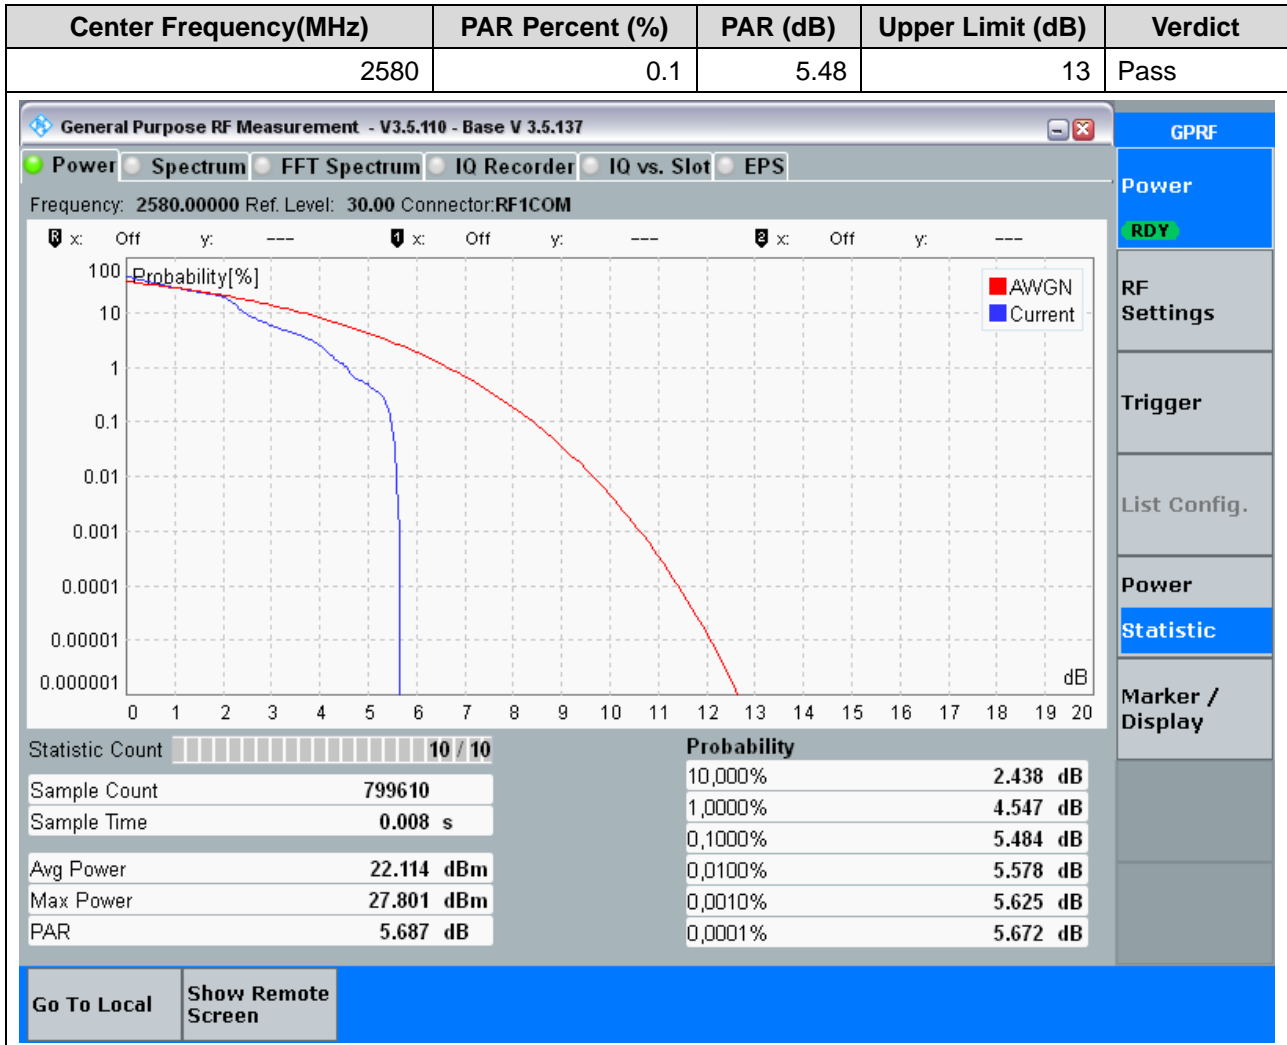 Center Frequency(MHz) PAR Percent (%) PAR (dB) Upper Limit (dB) Verdict
2580 0.1 5.48 13 Pass
General Purpose RF Measurement - V3.5.110 - Base V 3.5.137
GPRF
Power Spectrum FFT Spectrum IQ Recorder IQ vs. Slot EPS
Frequency: 2580.00000 Ref. Level: 30.00 Connector:RF1COM
R x: Off y: --- 1 x: Off y: --- 2 x: Off y: ---
Probability[%]
AWGN
Current
100
10
1
0.1
0.01
0.001
0.0001
0.00001
0.000001
dB
0 1 2 3 4 5 6 7 8 9 10 11 12 13 14 15 16 17 18 19 20
Statistic Count 10 / 10
Sample Count 799610
Sample Time 0.008 s
Avg Power 22.114 dBm
Max Power 27.801 dBm
PAR 5.687 dB
Probability
10,000% 2.438 dB
1,0000% 4.547 dB
0,1000% 5.484 dB
0,0100% 5.578 dB
0,0010% 5.625 dB
0,0001% 5.672 dB
Power
RDY
RF
Settings
Trigger
List Config.
Power
Statistic
Marker /
Display
Go To Local
Show Remote
Screen